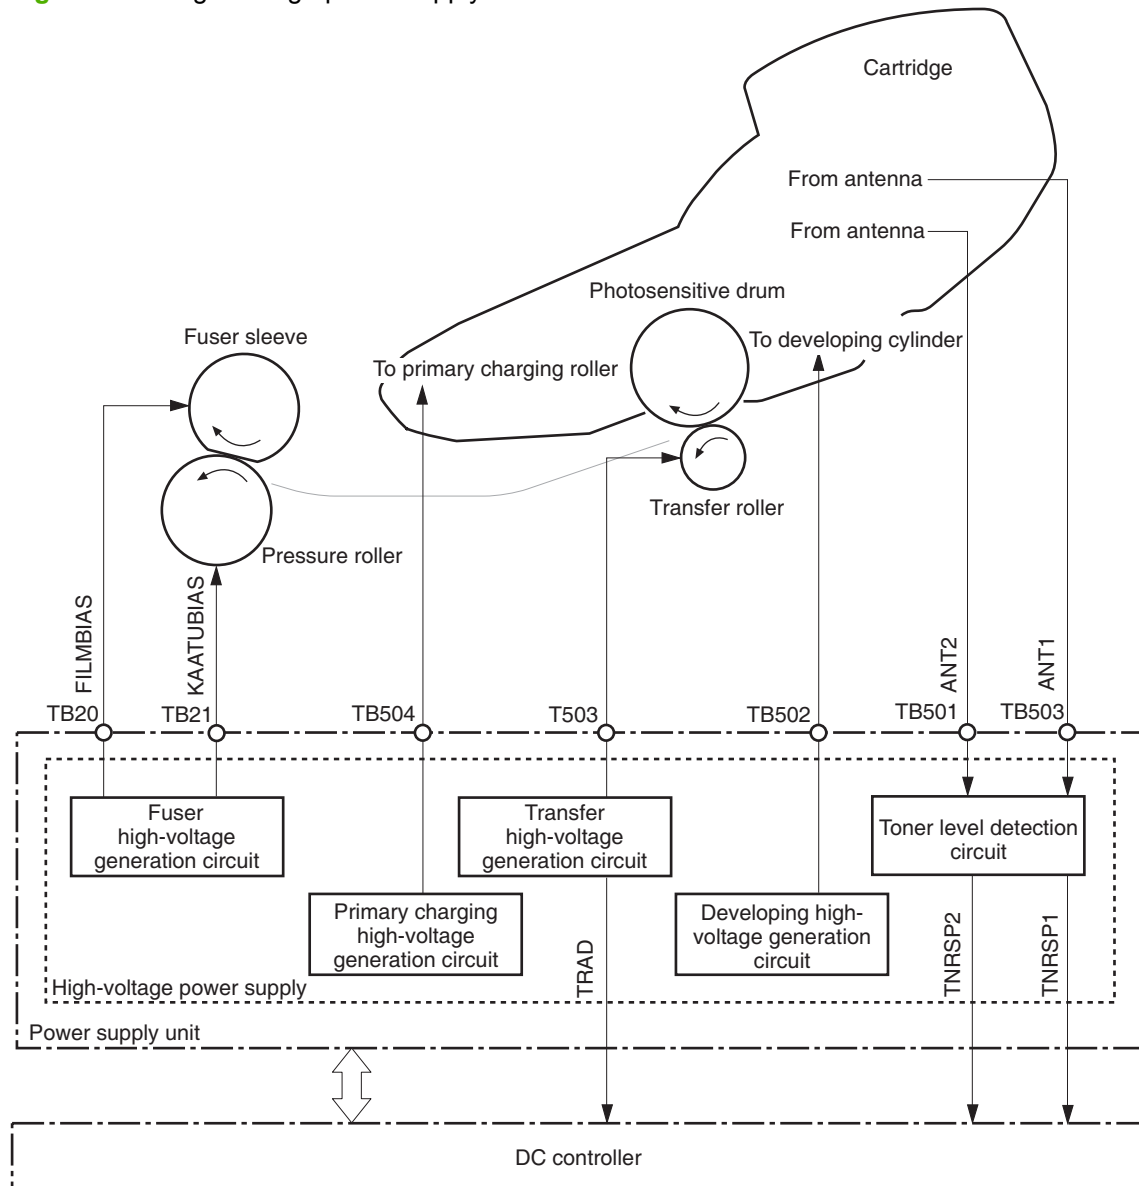 Cartridge
From antenna
From antenna
Photosensitive drum
Fuser sleeve
To developing cylinder
To primary charging roller
Transfer roller
Pressure roller
FILMBIAS
KAATUBIAS
ANT2
ANT1
TB20
TB21
TB504
T503
TB502
TB501
TB503
Fuser
high-voltage
generation circuit
Transfer
high-voltage
generation circuit
Toner level detection
circuit
Primary charging
high-voltage
generation circuit
Developing high-
voltage generation
circuit
TRAD
TNRSP2
TNRSP1
High-voltage power supply
Power supply unit
DC controller